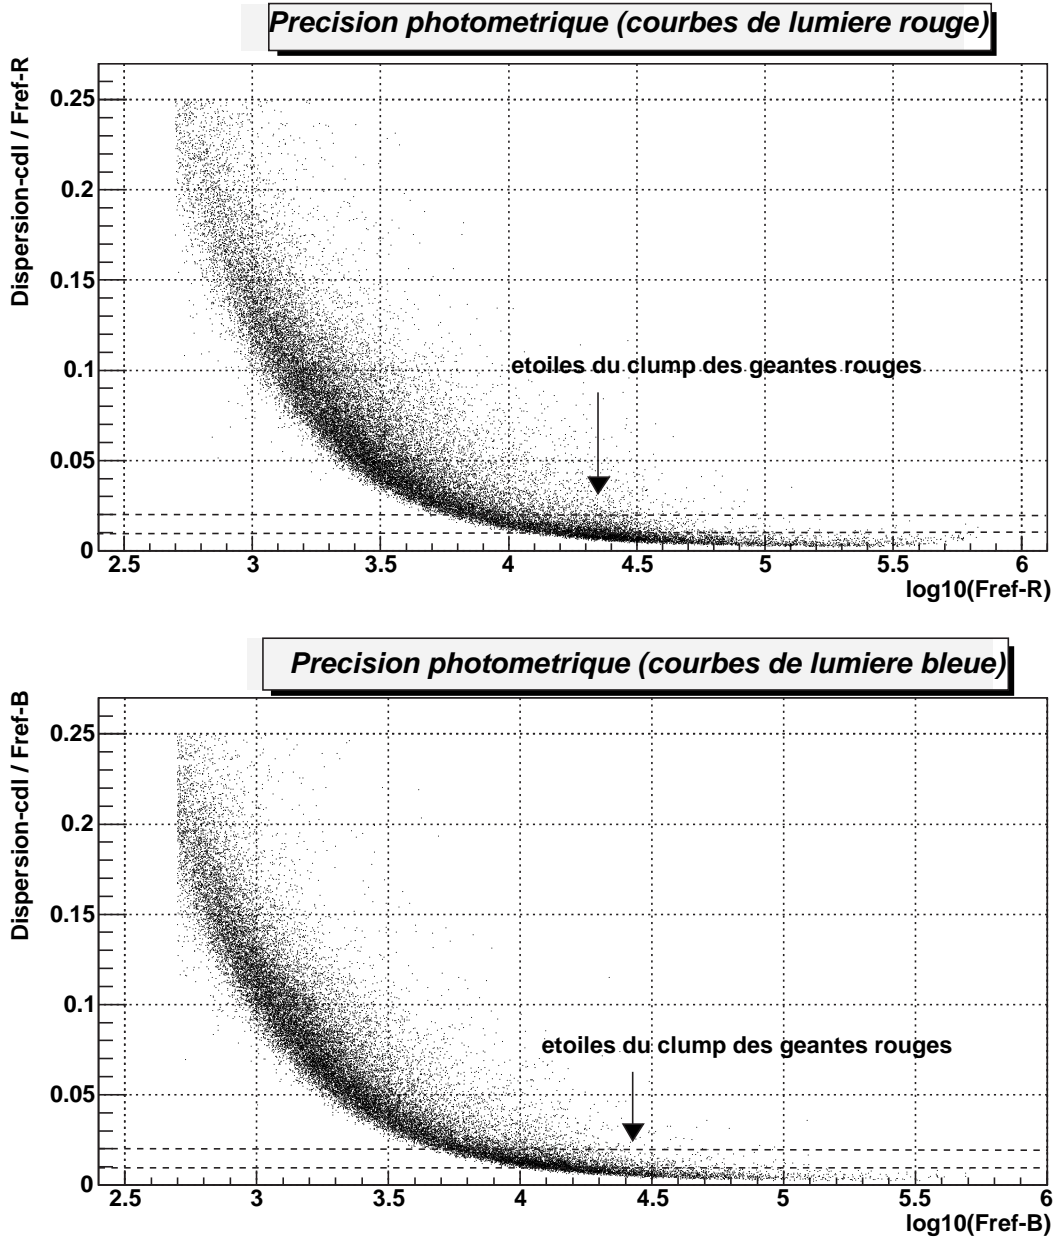 Precision photometrique (courbes de lumiere rouge)
Dispersion-cdl / Fref-R
0.25
0.2
0.15
0.1
0.05
0
etoiles du clump des geantes rouges
2.5 3 3.5 4 4.5 5 5.5 6
log10(Fref-R)
Precision photometrique (courbes de lumiere bleue)
Dispersion-cdl / Fref-B
0.25
0.2
0.15
0.1
0.05
0
etoiles du clump des geantes rouges
2.5 3 3.5 4 4.5 5 5.5 6
log10(Fref-B)